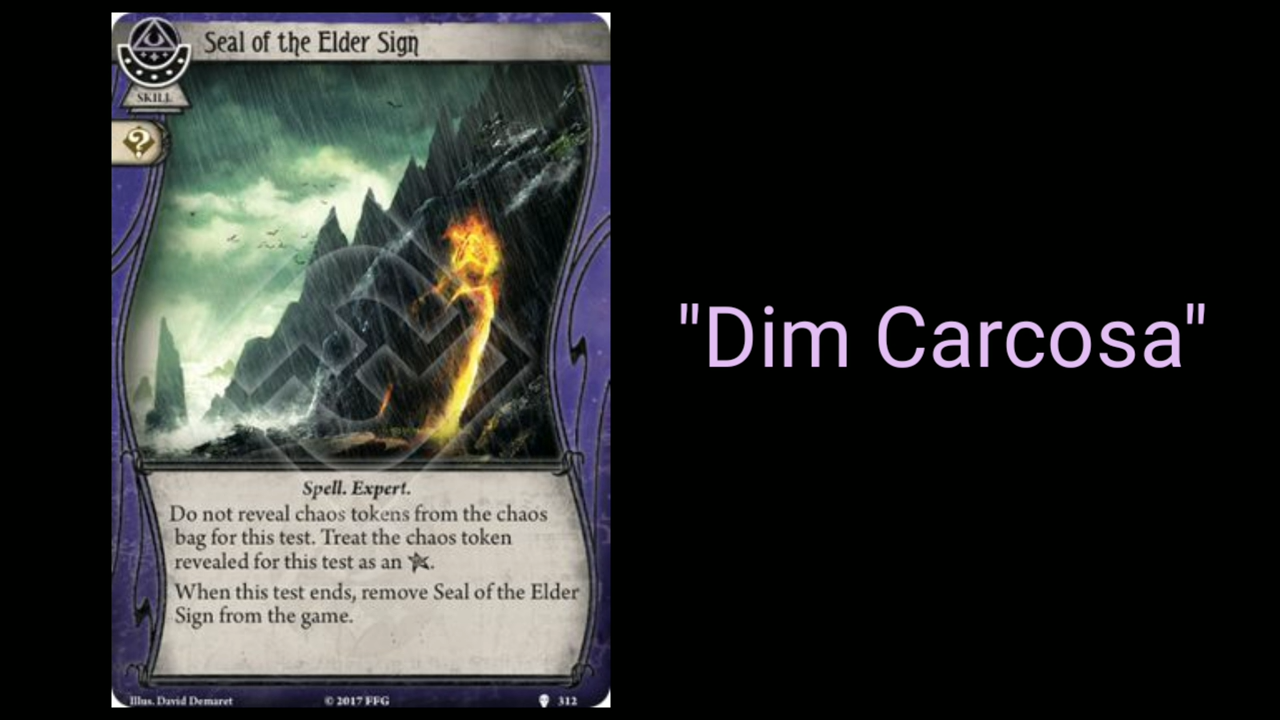 Seal of the Elder Sign
SKILL
?
Spell. Expert.
Do not reveal chaos tokens from the chaos
bag for this test. Treat the chaos token
revealed for this test as an
.
When this test ends, remove Seal of the Elder
Sign from the game.
Illus. David Demaret
© 2017 FFG
312
"Dim Carcosa"